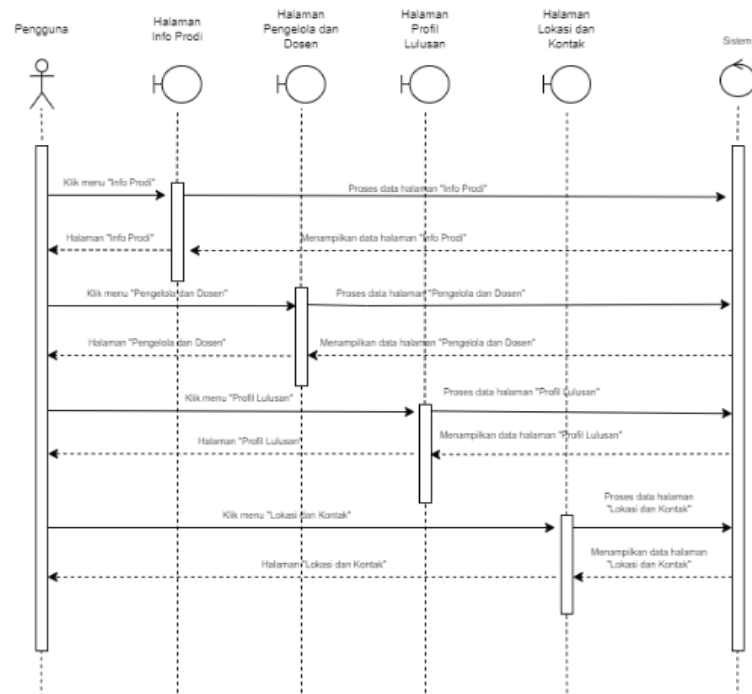 Pengguna
Halaman
Info Prodi
Halaman
Pengelola dan
Dosen
Halaman
Profil
Lulusan
Halaman
Lokasi dan
Kontak
Sistem
Klik menu "Info Prodi"
Proses data halaman "Info Prodi"
Halaman "Info Prodi"
Menampilkan data halaman "Info Prodi"
Klik menu "Pengelola dan Dosen"
Proses data halaman "Pengelola dan Dosen"
Halaman "Pengelola dan Dosen"
Menampilkan data halaman "Pengelola dan Dosen"
Klik menu "Profil Lulusan"
Proses data halaman "Profil Lulusan"
Halaman "Profil Lulusan"
Menampilkan data halaman "Profil Lulusan"
Klik menu "Lokasi dan Kontak"
Proses data halaman
"Lokasi dan Kontak"
Halaman "Lokasi dan Kontak"
Menampilkan data halaman
"Lokasi dan Kontak"